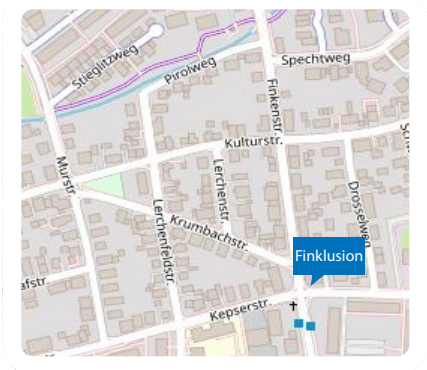 Stieglitzweg
Pirolweg
Spechtweg
Finkenstr.
Kulturstr.
Murstr.
Lerchenstr.
Drosselweg
Lerchenfeldstr.
Krumbachstr.
Finklusion
afstr.
Kepserstr.